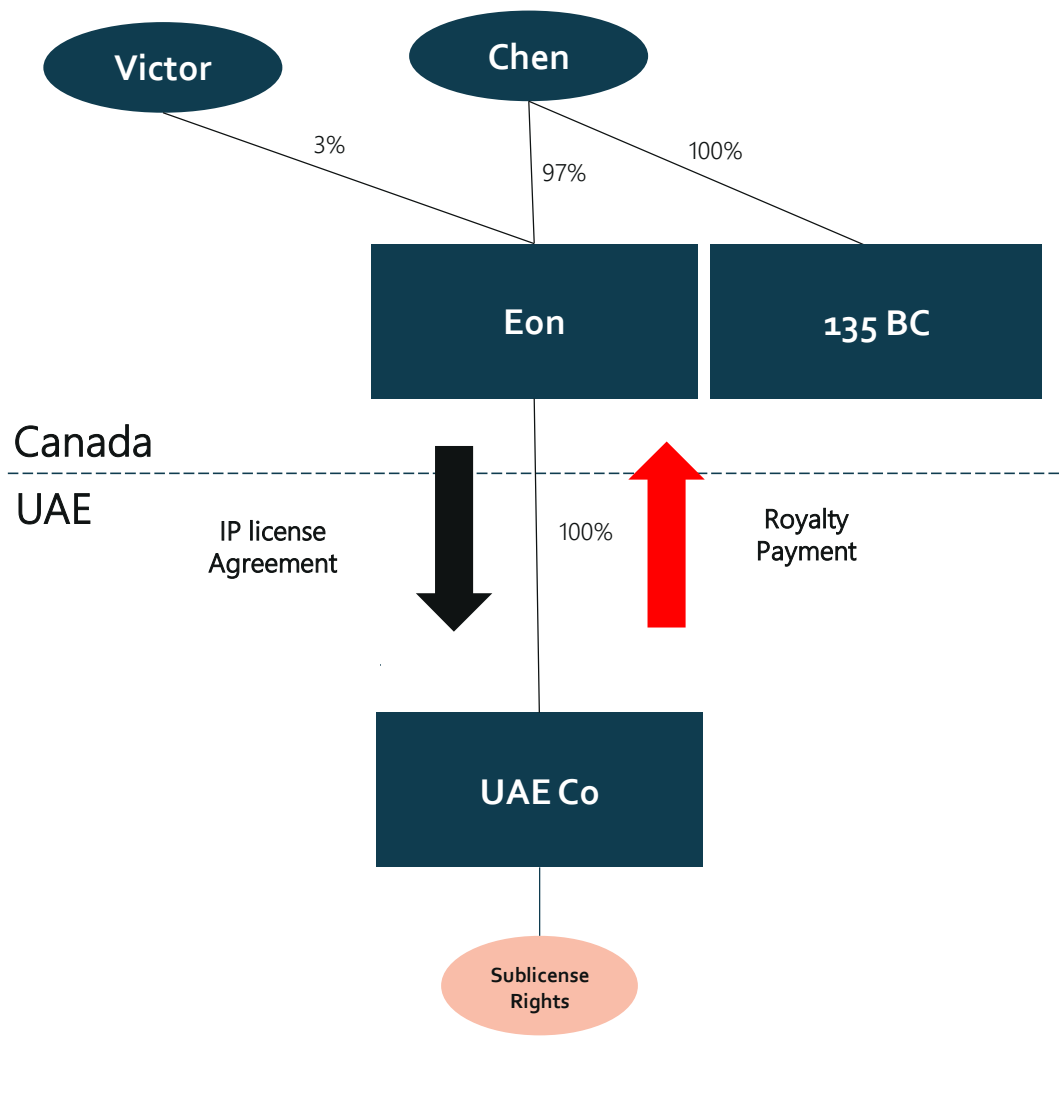 Victor
Chen
3%
97%
100%
Eon
135 BC
Canada
UAE
IP license
Agreement
100%
Royalty
Payment
UAE Co
Sublicense
Rights